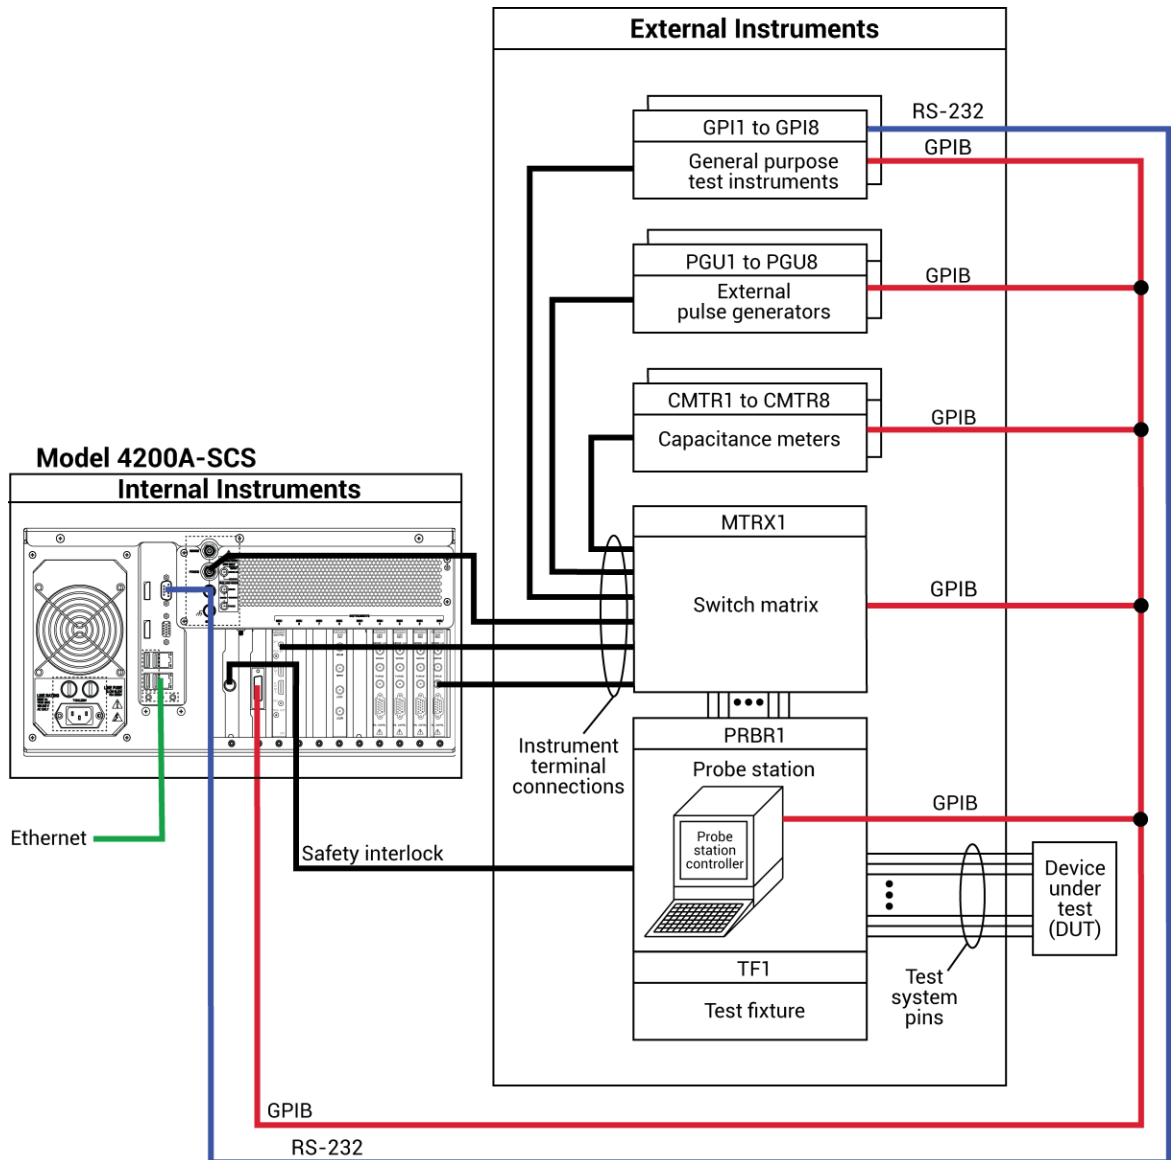 External Instruments
RS-232
GPI1 to GPI8
GPIB
General purpose
test instruments
PGU1 to PGU8
GPIB
External
pulse generators
CMTR1 to CMTR8
GPIB
Capacitance meters
Model 4200A-SCS
Internal Instruments
MTRX1
Switch matrix
GPIB
INSTRUMENTS
Instrument
terminal
connections
PRBR1
Probe station
GPIB
Probe
station
controller
Ethernet
Safety interlock
Device
under
test
(DUT)
TF1
Test fixture
Test
system
pins
GPIB
RS-232